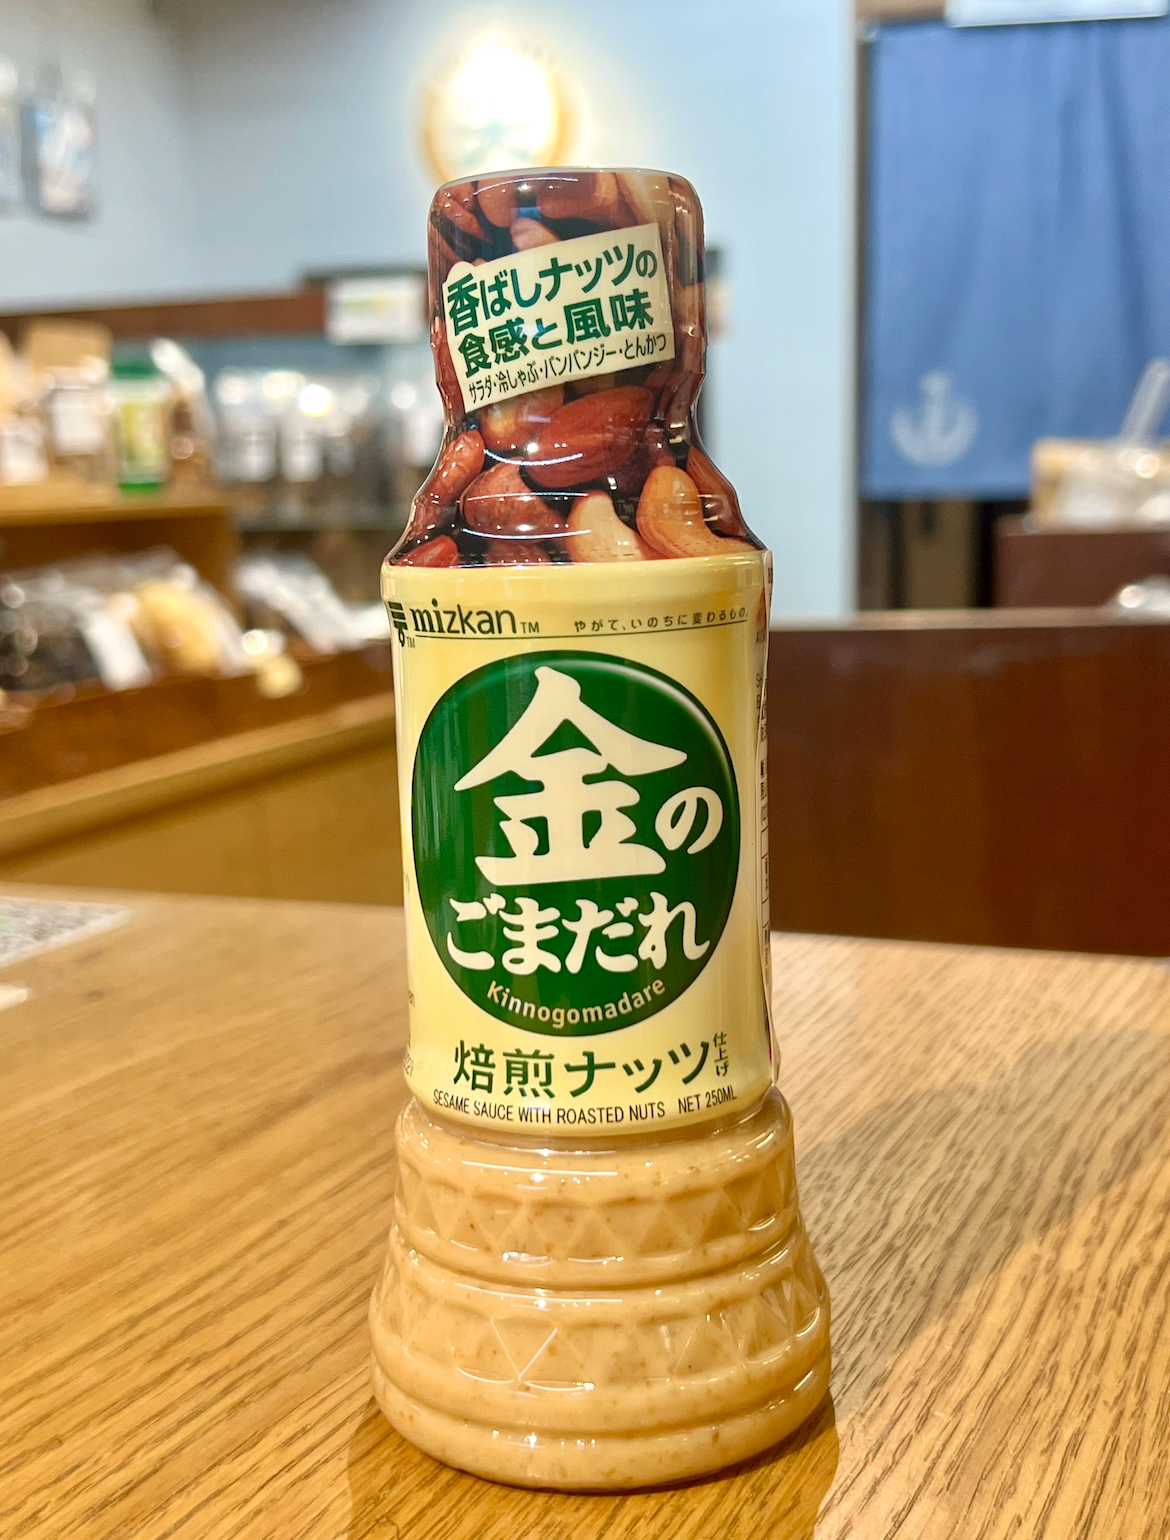 香ばしナッツの
食感と風味
サラダ・冷しゃぶ・バンバンジー・とんかつ
mizkan™
やがて、いのちに変わるもの。
金の
ごまだれ
Kinnogomadare
焙煎ナッツ仕上げ
SESAME SAUCE WITH ROASTED NUTS NET 250ML